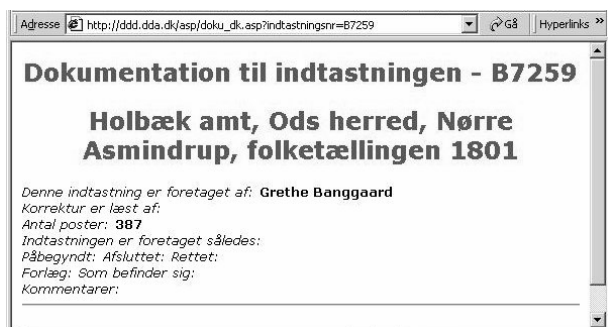 Adresse http://ddd.dda.dk/asp/doku_dk.asp?indtastningsnr=B7259 Gå Hyperlinks »
Dokumentation til indtastningen - B7259
Holbæk amt, Ods herred, Nørre
Asmindrup, folketællingen 1801
Denne indtastning er foretaget af: Grethe Banggaard
Korrektur er læst af:
Antal poster: 387
Indtastningen er foretaget således:
Påbegyndt: Afsluttet: Rettet:
Forlæg: Som befinder sig:
Kommentarer: